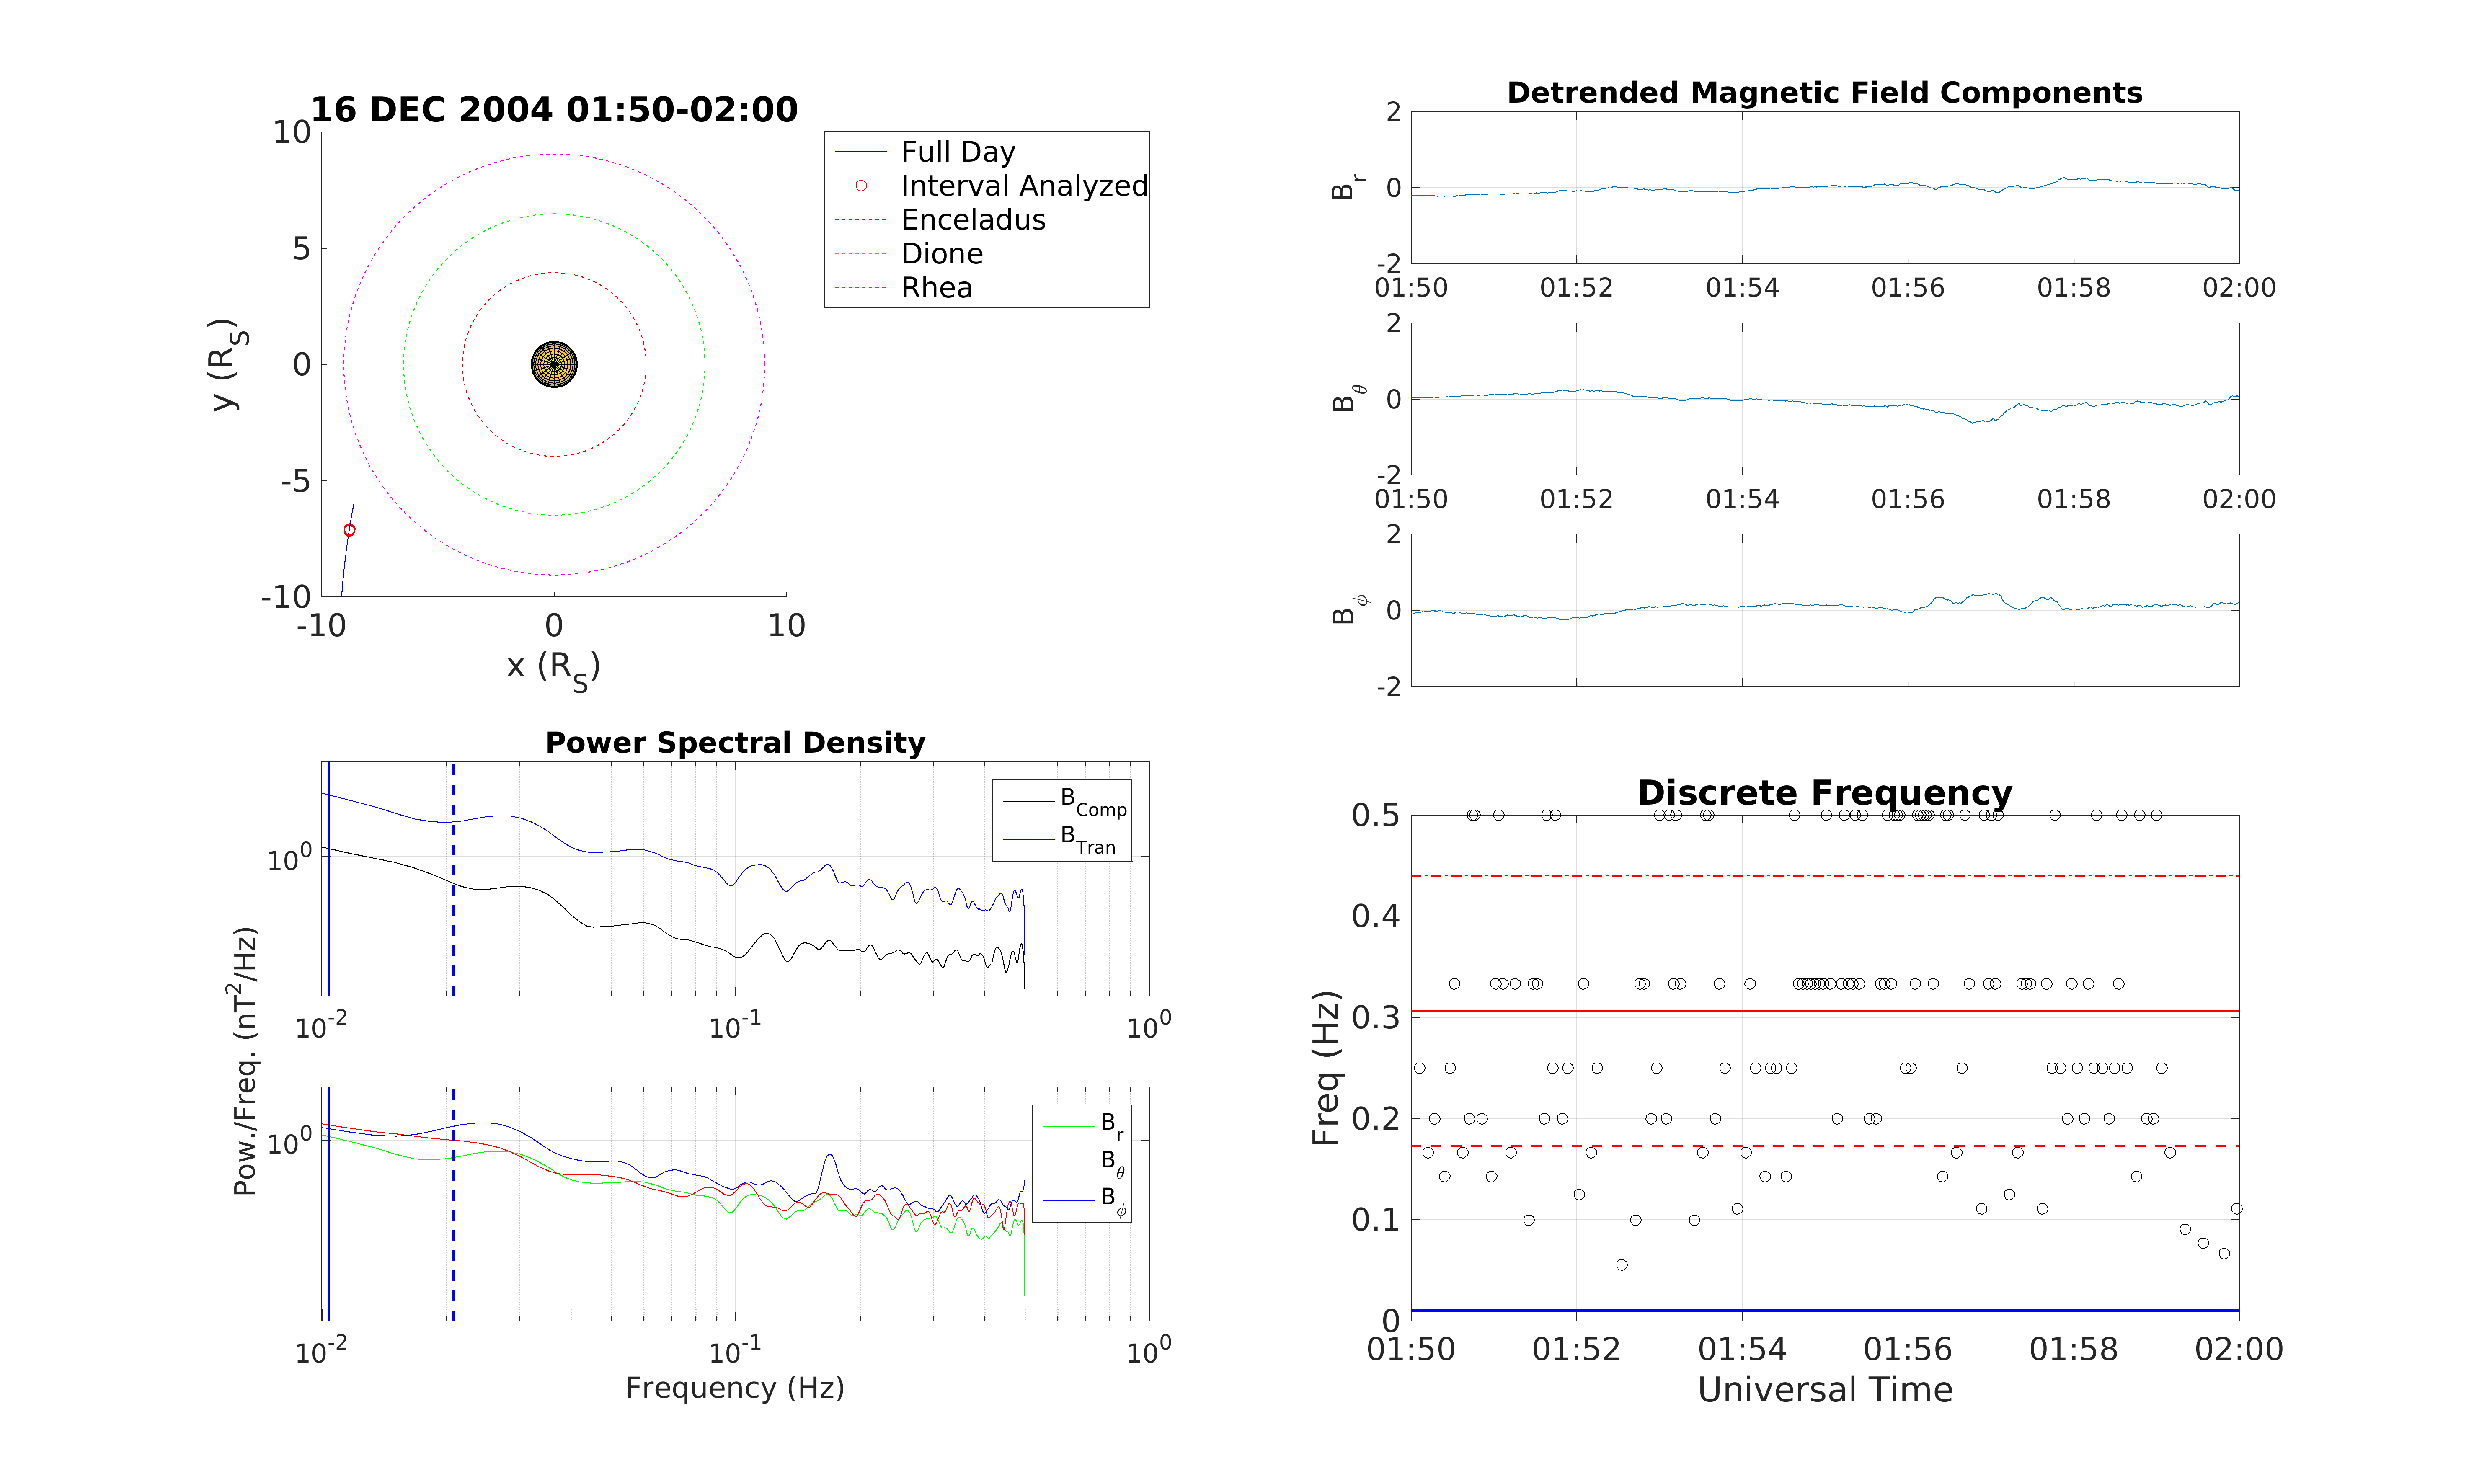 16 DEC 2004 01:50-02:00
10
5
0
-5
-10
-10 0 10
y (R_S)
x (R_S)
Full Day
Interval Analyzed
Enceladus
Dione
Rhea
Detrended Magnetic Field Components
2
0
-2
B_r
01:50 01:52 01:54 01:56 01:58 02:00
2
0
-2
B_θ
01:50 01:52 01:54 01:56 01:58 02:00
2
0
-2
B_ϕ
Power Spectral Density
10^0
B_Comp
B_Tran
10^-2 10^-1 10^0
Pow./Freq. (nT^2/Hz)
10^0
B_r
B_θ
B_ϕ
10^-2 10^-1 10^0
Frequency (Hz)
Discrete Frequency
0.5
0.4
0.3
0.2
0.1
0
Freq (Hz)
01:50 01:52 01:54 01:56 01:58 02:00
Universal Time